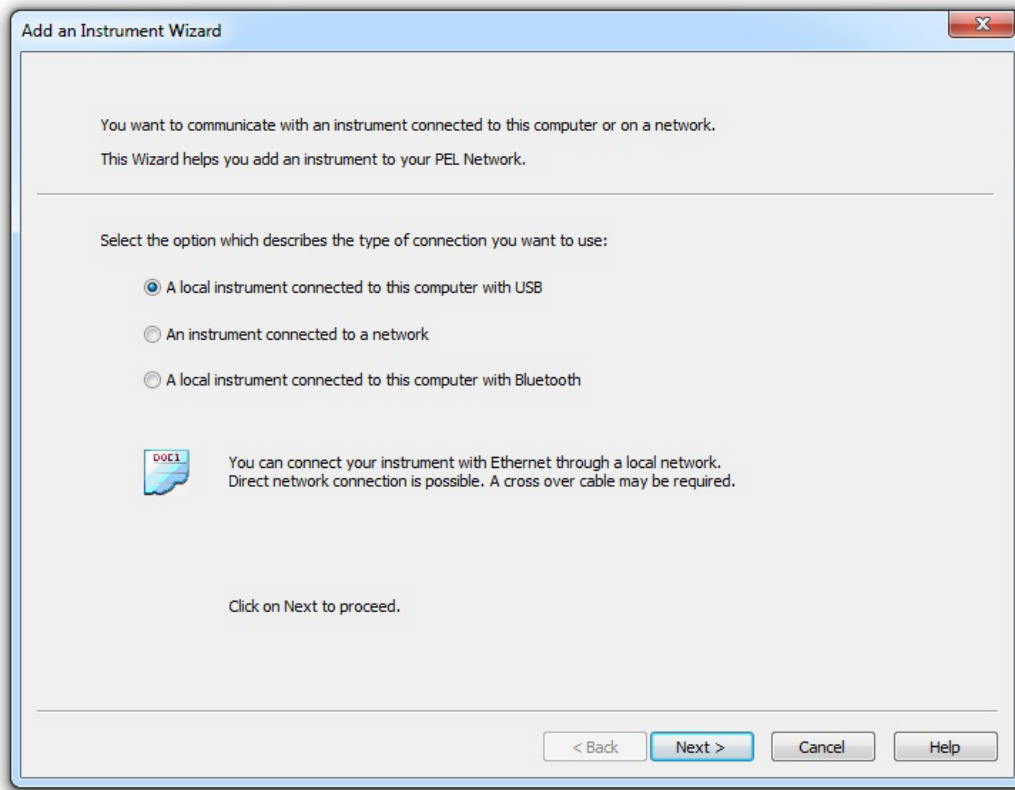 Add an Instrument Wizard
You want to communicate with an instrument connected to this computer or on a network.
This Wizard helps you add an instrument to your PEL Network.
Select the option which describes the type of connection you want to use:
A local instrument connected to this computer with USB
An instrument connected to a network
A local instrument connected to this computer with Bluetooth
DOC1
You can connect your instrument with Ethernet through a local network.
Direct network connection is possible. A cross over cable may be required.
Click on Next to proceed.
< Back Next > Cancel Help